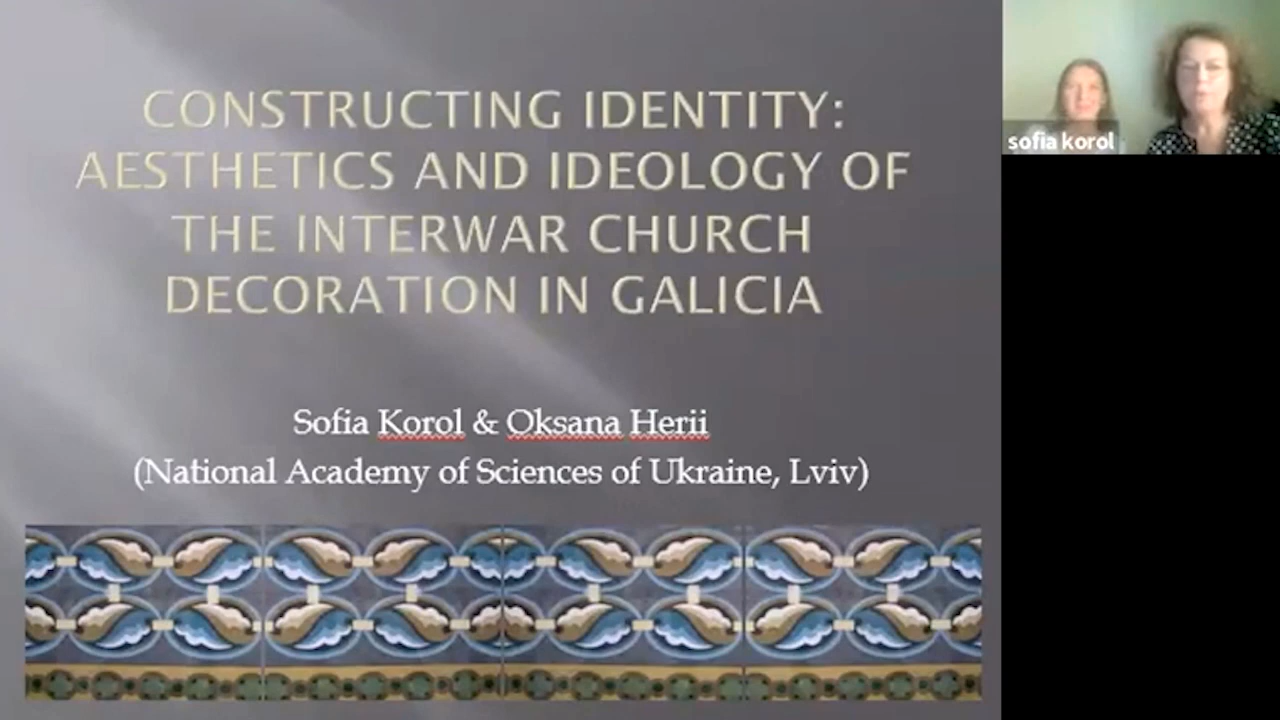 CONSTRUCTING IDENTITY:
AESTHETICS AND IDEOLOGY OF
THE INTERWAR CHURCH
DECORATION IN GALICIA
Sofia Korol & Oksana Herii
(National Academy of Sciences of Ukraine, Lviv)
sofia korol